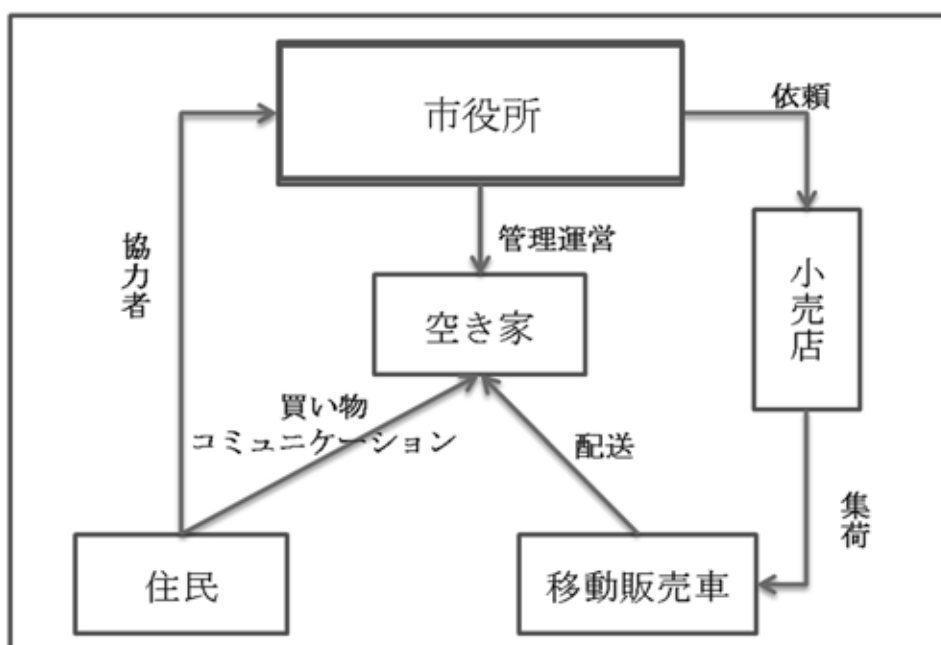 市役所
依頼
協力者
管理運営
小売店
空き家
買い物
コミュニケーション
配送
集荷
住民
移動販売車